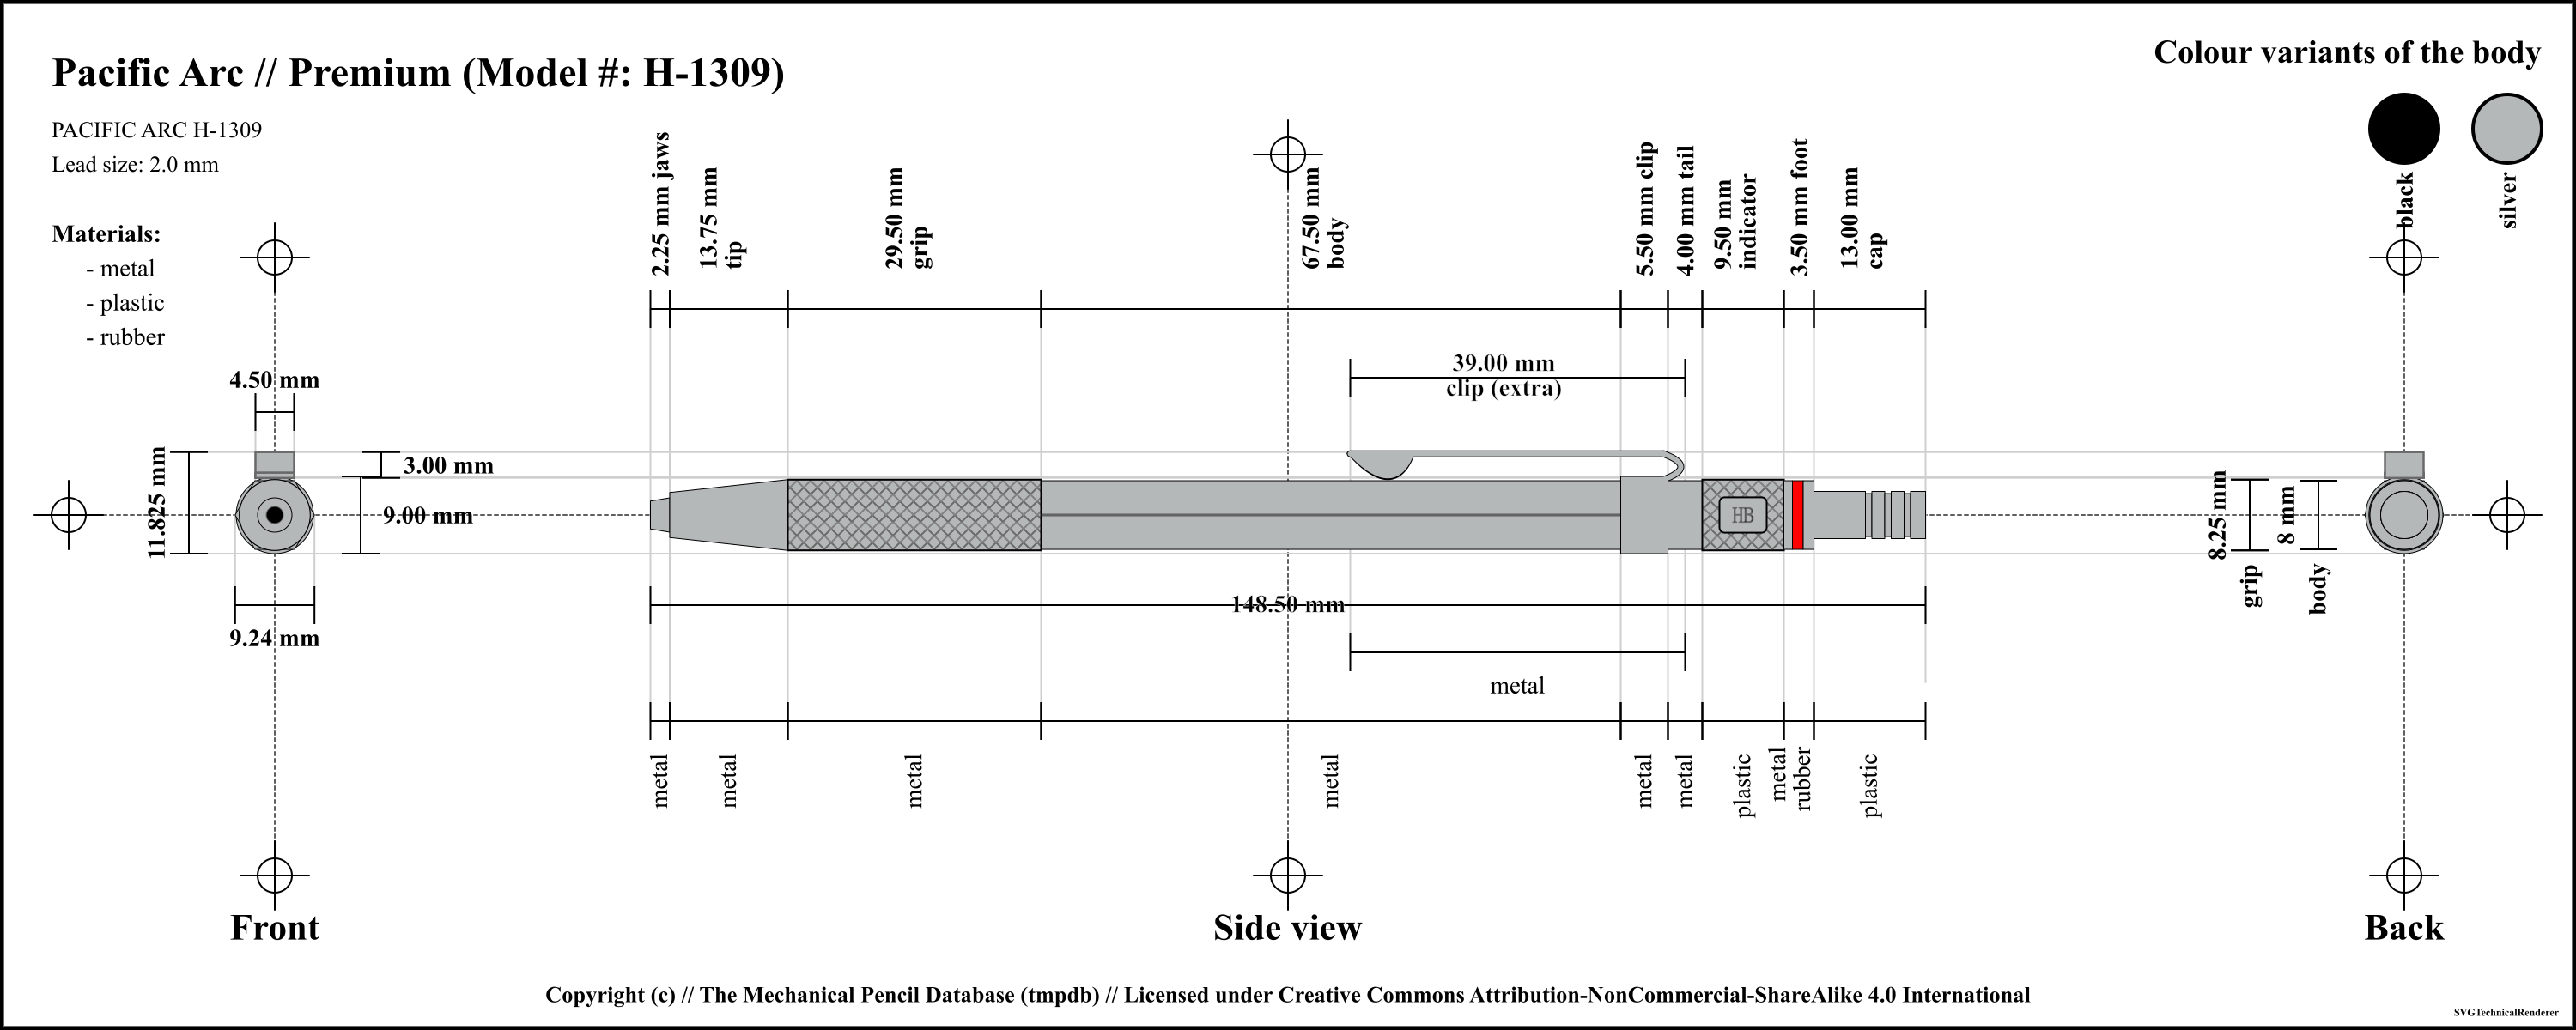 Pacific Arc // Premium (Model #: H-1309)
PACIFIC ARC H-1309
Lead size: 2.0 mm
Materials:
- metal
- plastic
- rubber
Colour variants of the body
black
silver
2.25 mm jaws
13.75 mm
tip
29.50 mm
grip
67.50 mm
body
5.50 mm clip
4.00 mm tail
9.50 mm
indicator
3.50 mm foot
13.00 mm
cap
39.00 mm
clip (extra)
4.50 mm
11.825 mm
3.00 mm
9.00 mm
9.24 mm
HB
148.50 mm
metal
8.25 mm
grip
8 mm
body
metal
metal
metal
metal
metal
metal
plastic
metal
rubber
plastic
Front
Side view
Back
Copyright (c) // The Mechanical Pencil Database (tmpdb) // Licensed under Creative Commons Attribution-NonCommercial-ShareAlike 4.0 International
SVGTechnicalRenderer